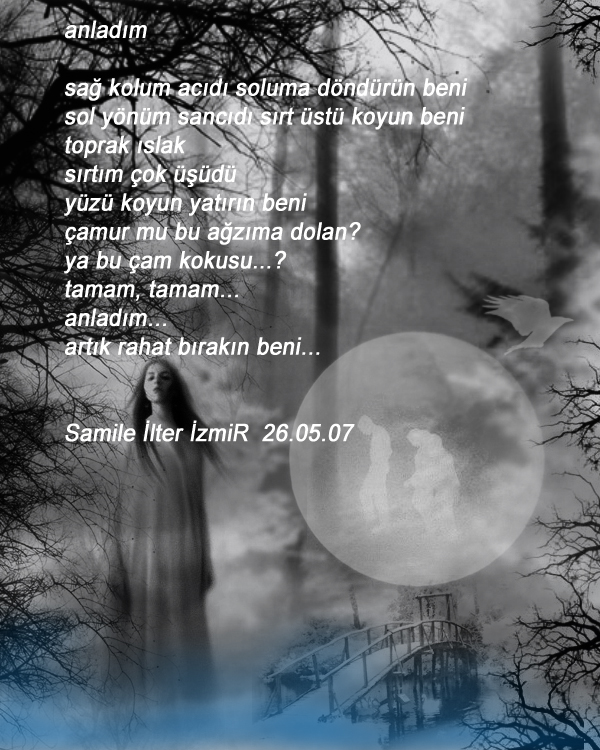 anladım
sağ kolum acıdı soluma döndürün beni
sol yönüm sancıdı sırt üstü koyun beni
toprak ıslak
sırtım çok üşüdü
yüzü koyun yatırın beni
çamur mu bu ağzıma dolan?
ya bu çam kokusu...?
tamam, tamam...
anladım...
artık rahat bırakın beni...
Samile İlter İzmiR 26.05.07